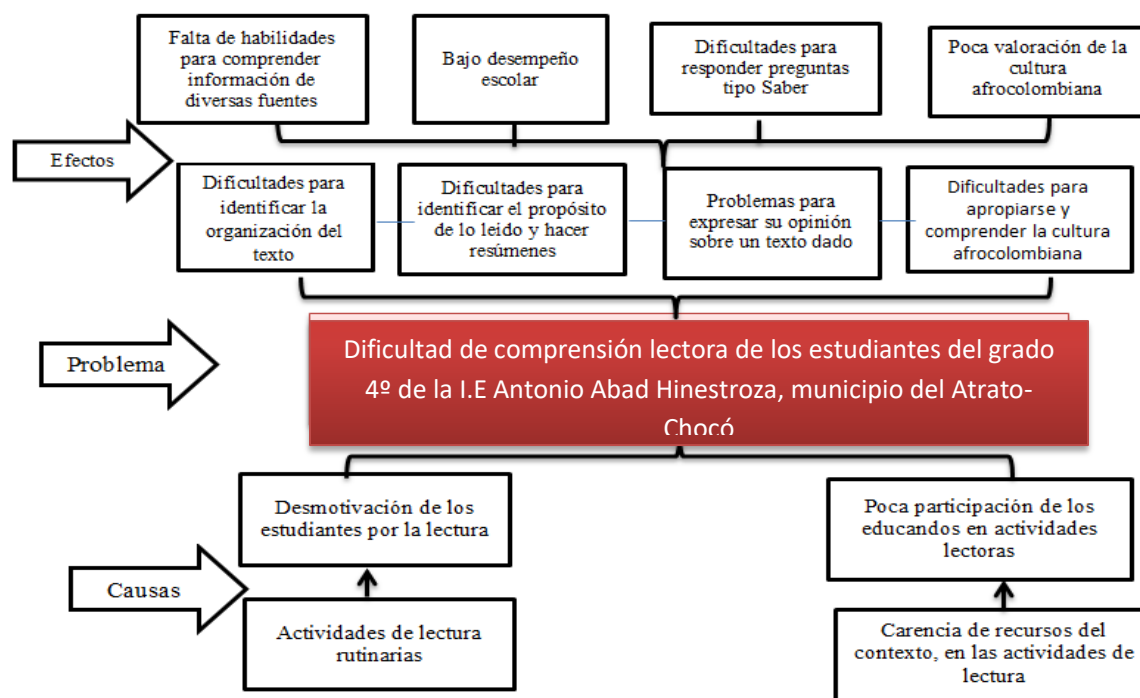 Falta de habilidades
para comprender
información de
diversas fuentes
Bajo desempeño
escolar
Dificultades para
responder preguntas
tipo Saber
Poca valoración de la
cultura
afrocolombiana
Efectos
Dificultades para
identificar la
organización del
texto
Dificultades para
identificar el propósito
de lo leído y hacer
resúmenes
Problemas para
expresar su opinión
sobre un texto dado
Dificultades para
apropiarse y
comprender la cultura
afrocolombiana
Problema
Dificultad de comprensión lectora de los estudiantes del grado
4º de la I.E Antonio Abad Hinestroza, municipio del Atrato-
Chocó
Desmotivación de los
estudiantes por la lectura
Poca participación de los
educandos en actividades
lectoras
Causas
Actividades de lectura
rutinarias
Carencia de recursos del
contexto, en las actividades de
lectura